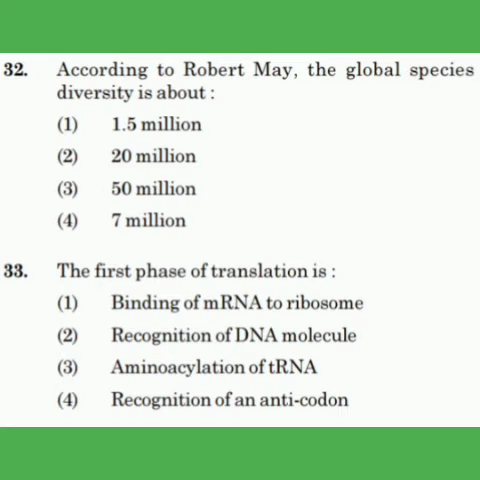 32. According to Robert May, the global species
diversity is about :
(1) 1.5 million
(2) 20 million
(3) 50 million
(4) 7 million
33. The first phase of translation is :
(1) Binding of mRNA to ribosome
(2) Recognition of DNA molecule
(3) Aminoacylation of tRNA
(4) Recognition of an anti-codon